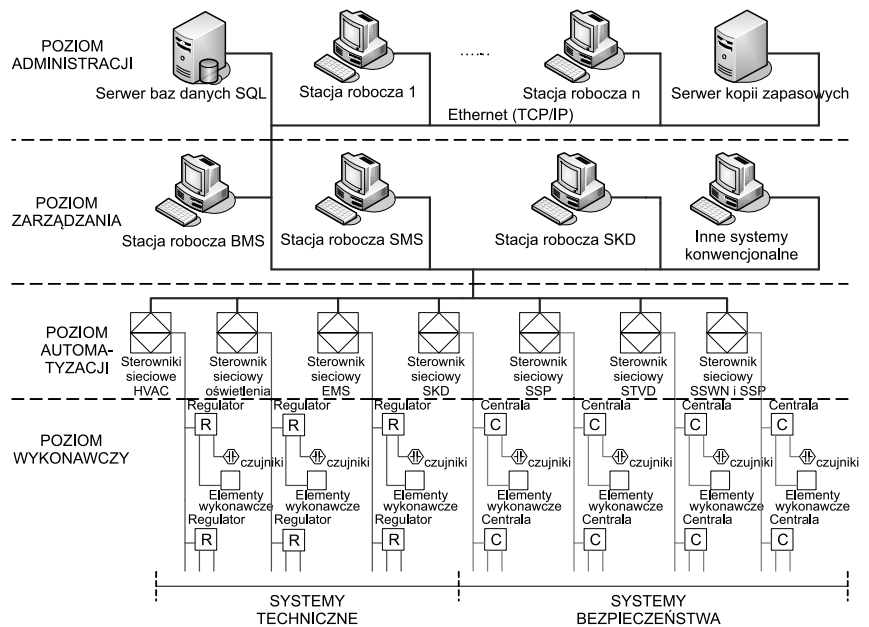 POZIOM
ADMINISTRACJI
Serwer baz danych SQL
Stacja robocza 1
......
Stacja robocza n
Serwer kopii zapasowych
Ethernet (TCP/IP)
POZIOM
ZARZĄDZANIA
Stacja robocza BMS
Stacja robocza SMS
Stacja robocza SKD
Inne systemy
konwencjonalne
POZIOM
AUTOMA-
TYZACJI
Sterowniki
sieciowe
HVAC
Sterownik
sieciowy
oświetlenia
Sterownik
sieciowy
EMS
Sterownik
sieciowy
SKD
Sterownik
sieciowy
SSP
Sterownik
sieciowy
STVD
Sterownik
sieciowy
SSWN i SSP
POZIOM
WYKONAWCZY
Regulator
R
czujniki
Elementy
wykonawcze
Regulator
R
Regulator
R
czujniki
Elementy
wykonawcze
Regulator
R
Regulator
R
czujniki
Elementy
wykonawcze
Regulator
R
Centrala
C
czujniki
Elementy
wykonawcze
Centrala
C
Centrala
C
czujniki
Elementy
wykonawcze
Centrala
C
Centrala
C
czujniki
Elementy
wykonawcze
Centrala
C
Centrala
C
czujniki
Elementy
wykonawcze
Centrala
C
SYSTEMY
TECHNICZNE
SYSTEMY
BEZPIECZEŃSTWA